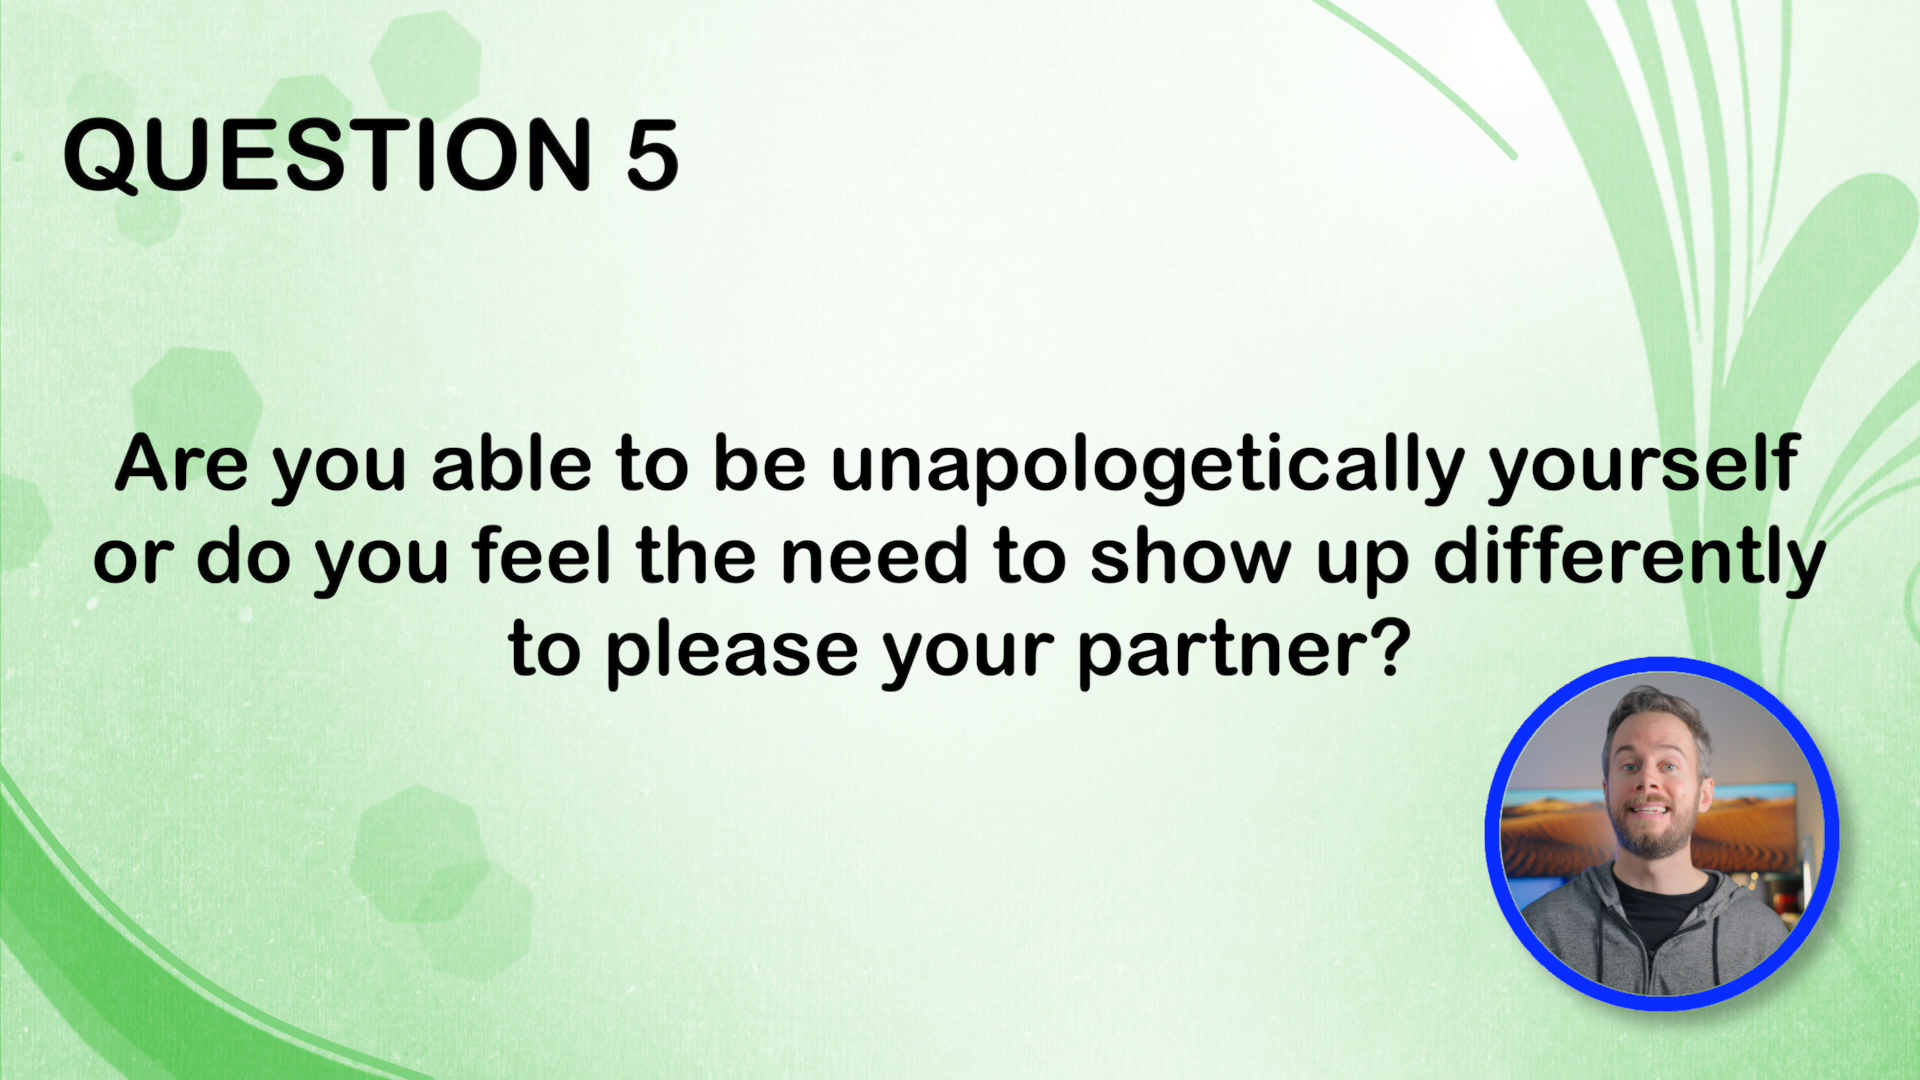 QUESTION 5
Are you able to be unapologetically yourself
or do you feel the need to show up differently
to please your partner?